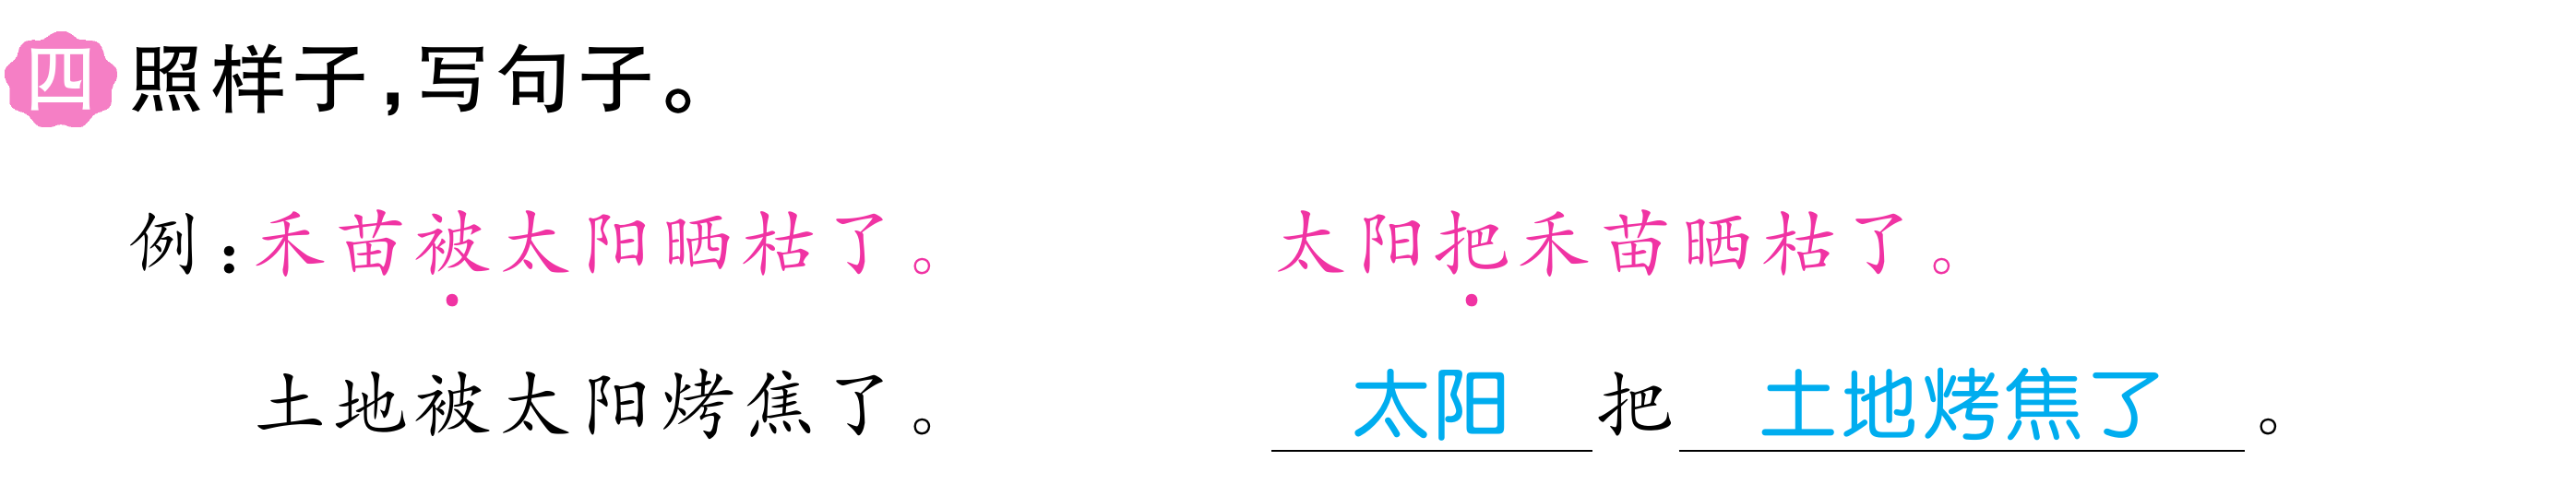 四 照样子,写句子。
例:禾苗被太阳晒枯了。 太阳把禾苗晒枯了。
土地被太阳烤焦了。 太阳把土地烤焦了。